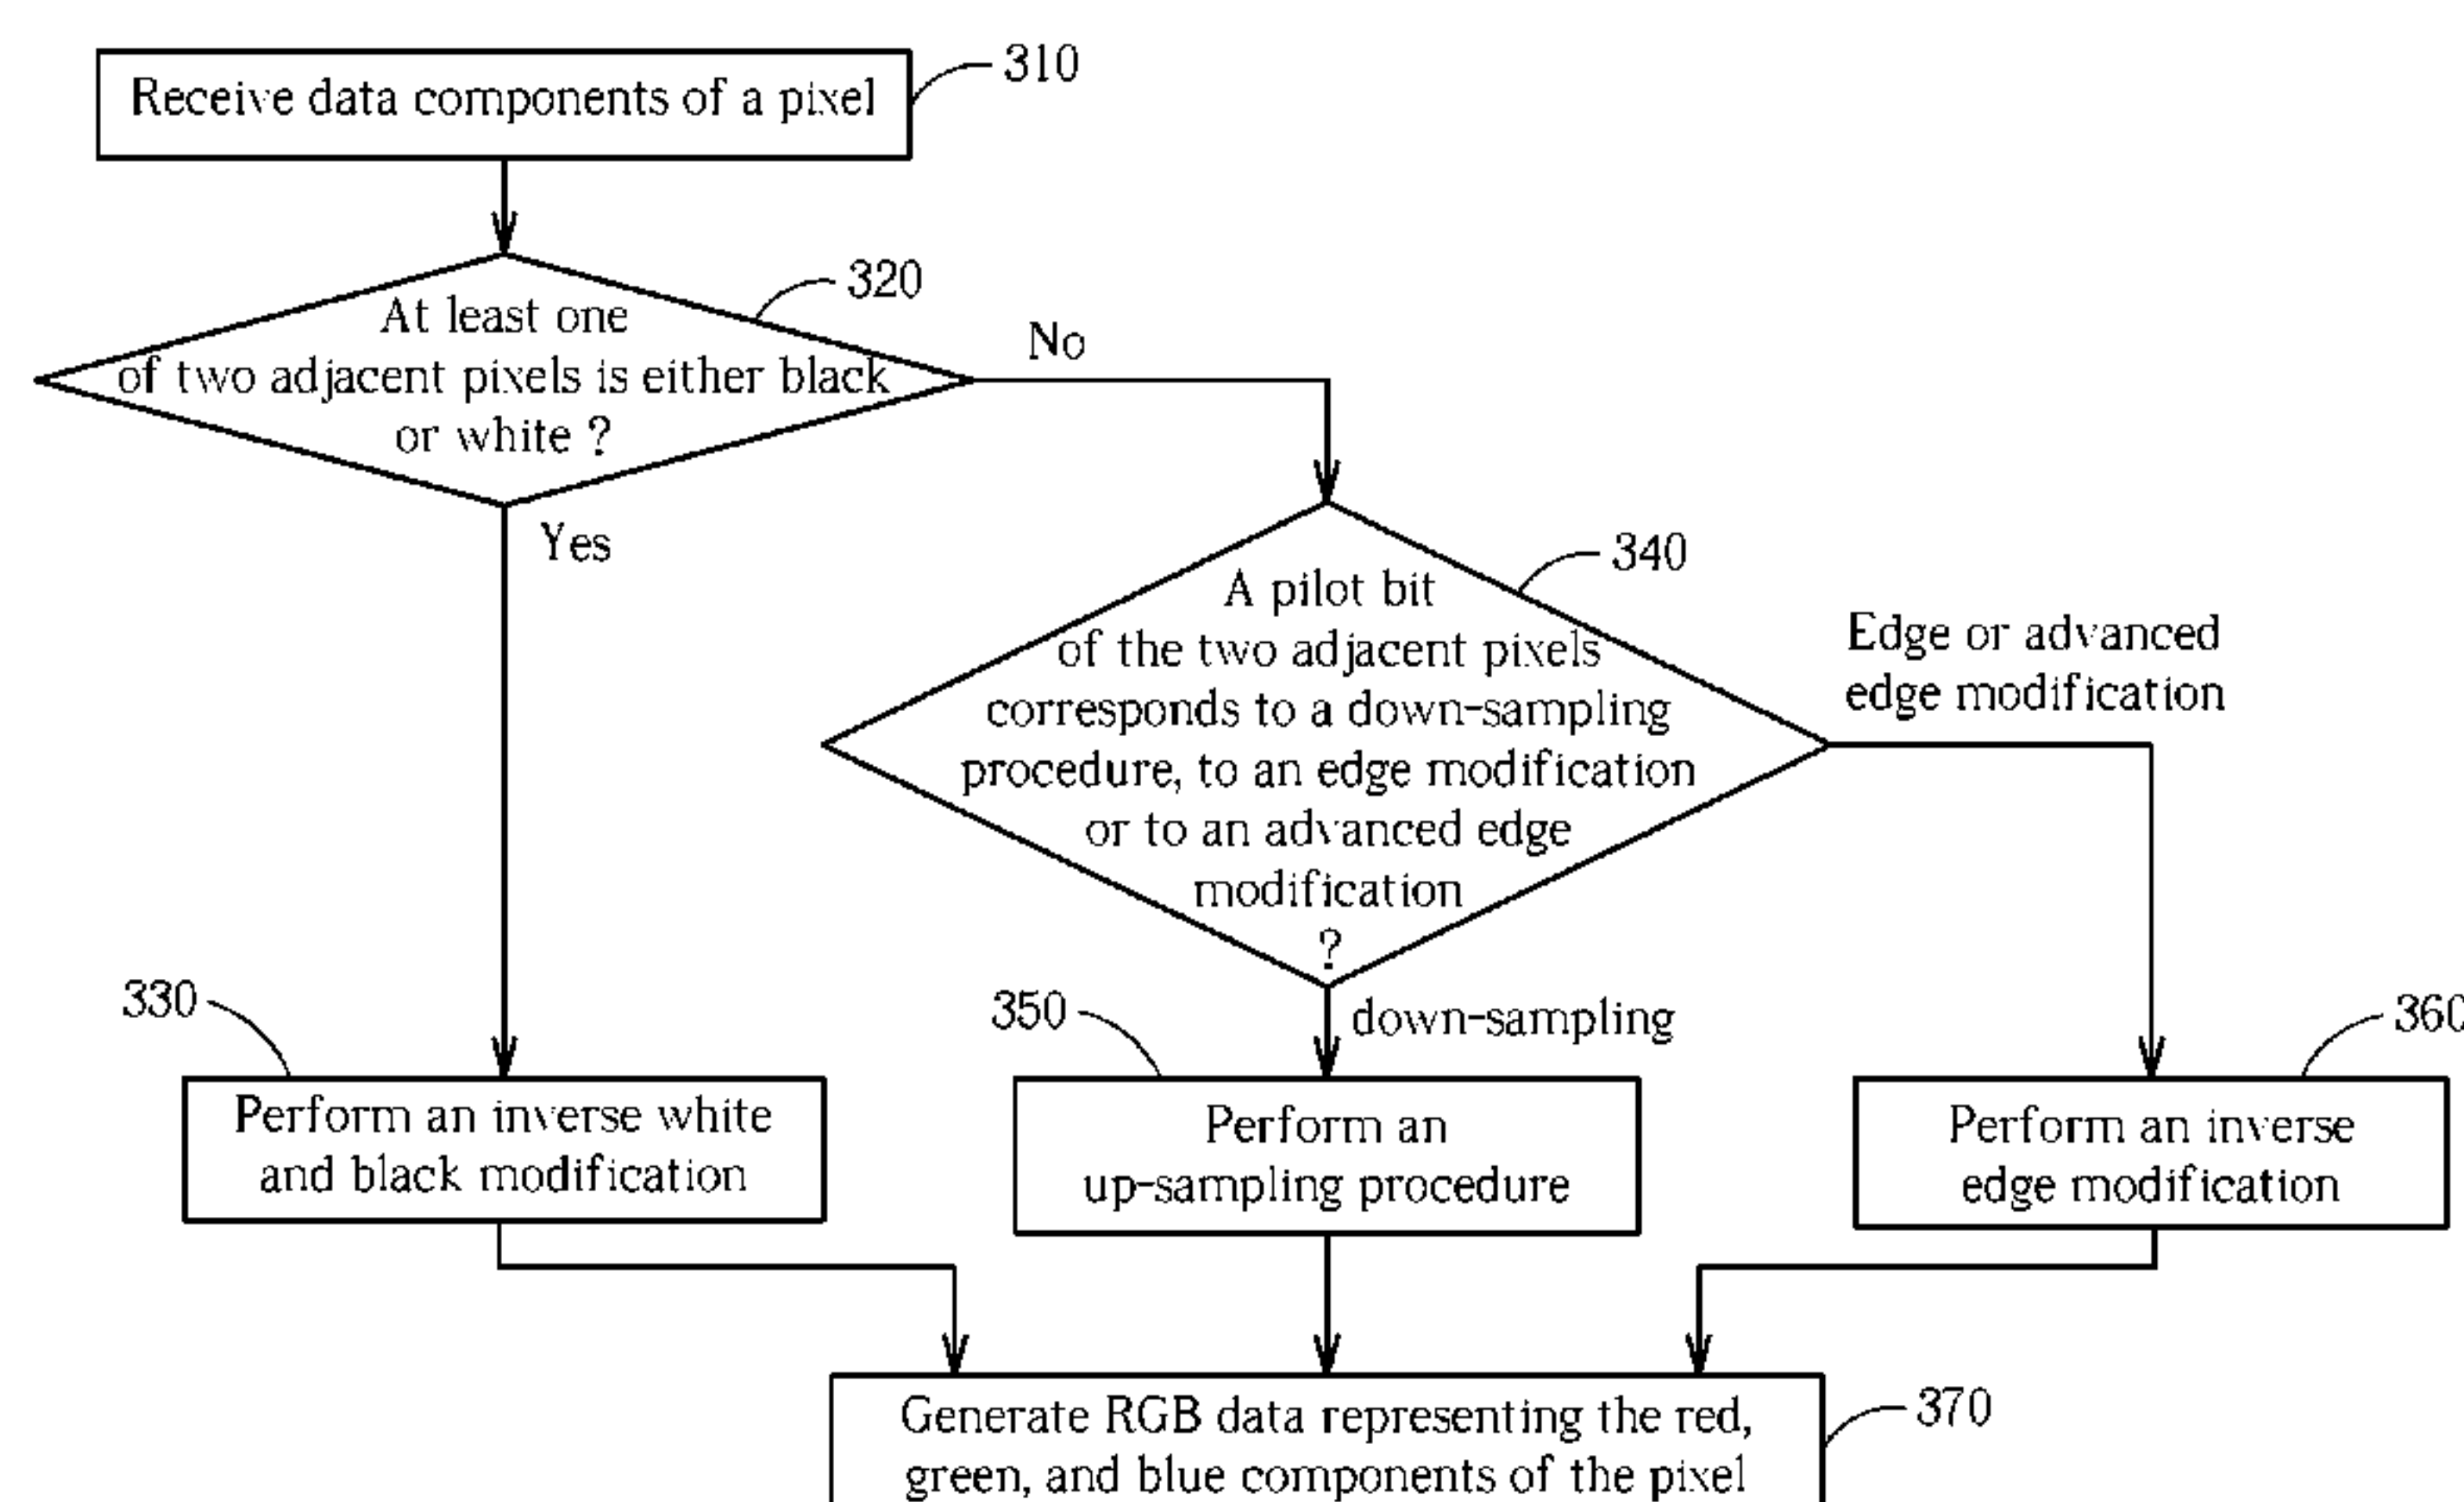 Receive data components of a pixel
310
At least one
of two adjacent pixels is either black
or white ?
320
No
Yes
A pilot bit
of the two adjacent pixels
corresponds to a down-sampling
procedure, to an edge modification
or to an advanced edge
modification
?
340
Edge or advanced
edge modification
down-sampling
330
Perform an inverse white
and black modification
350
Perform an
up-sampling procedure
360
Perform an inverse
edge modification
Generate RGB data representing the red,
green, and blue components of the pixel
370